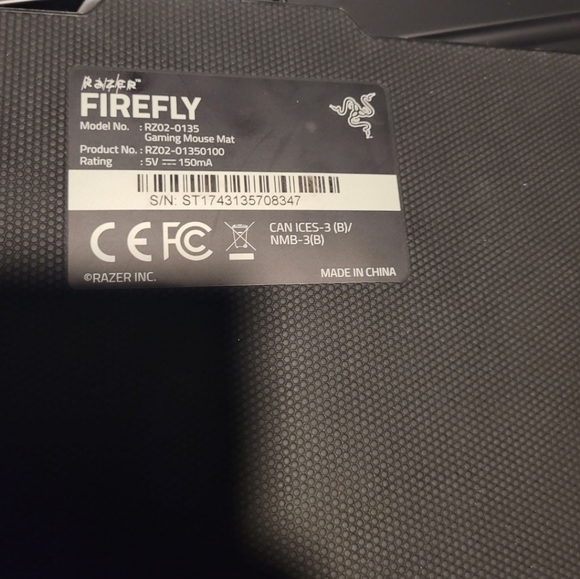 RAZER™
FIREFLY
Model No. : RZ02-0135
Gaming Mouse Mat
Product No. : RZ02-01350100
Rating : 5V ⎓ 150mA
S/N: ST1743135708347
CE FC CAN ICES-3 (B)/
NMB-3(B)
©RAZER INC. MADE IN CHINA